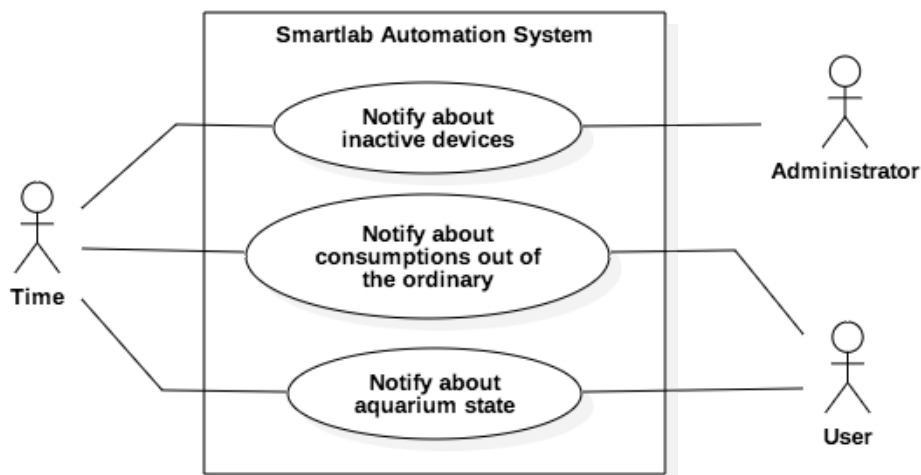 Smartlab Automation System
Notify about
inactive devices
Administrator
Notify about
consumptions out of
the ordinary
Time
Notify about
aquarium state
User